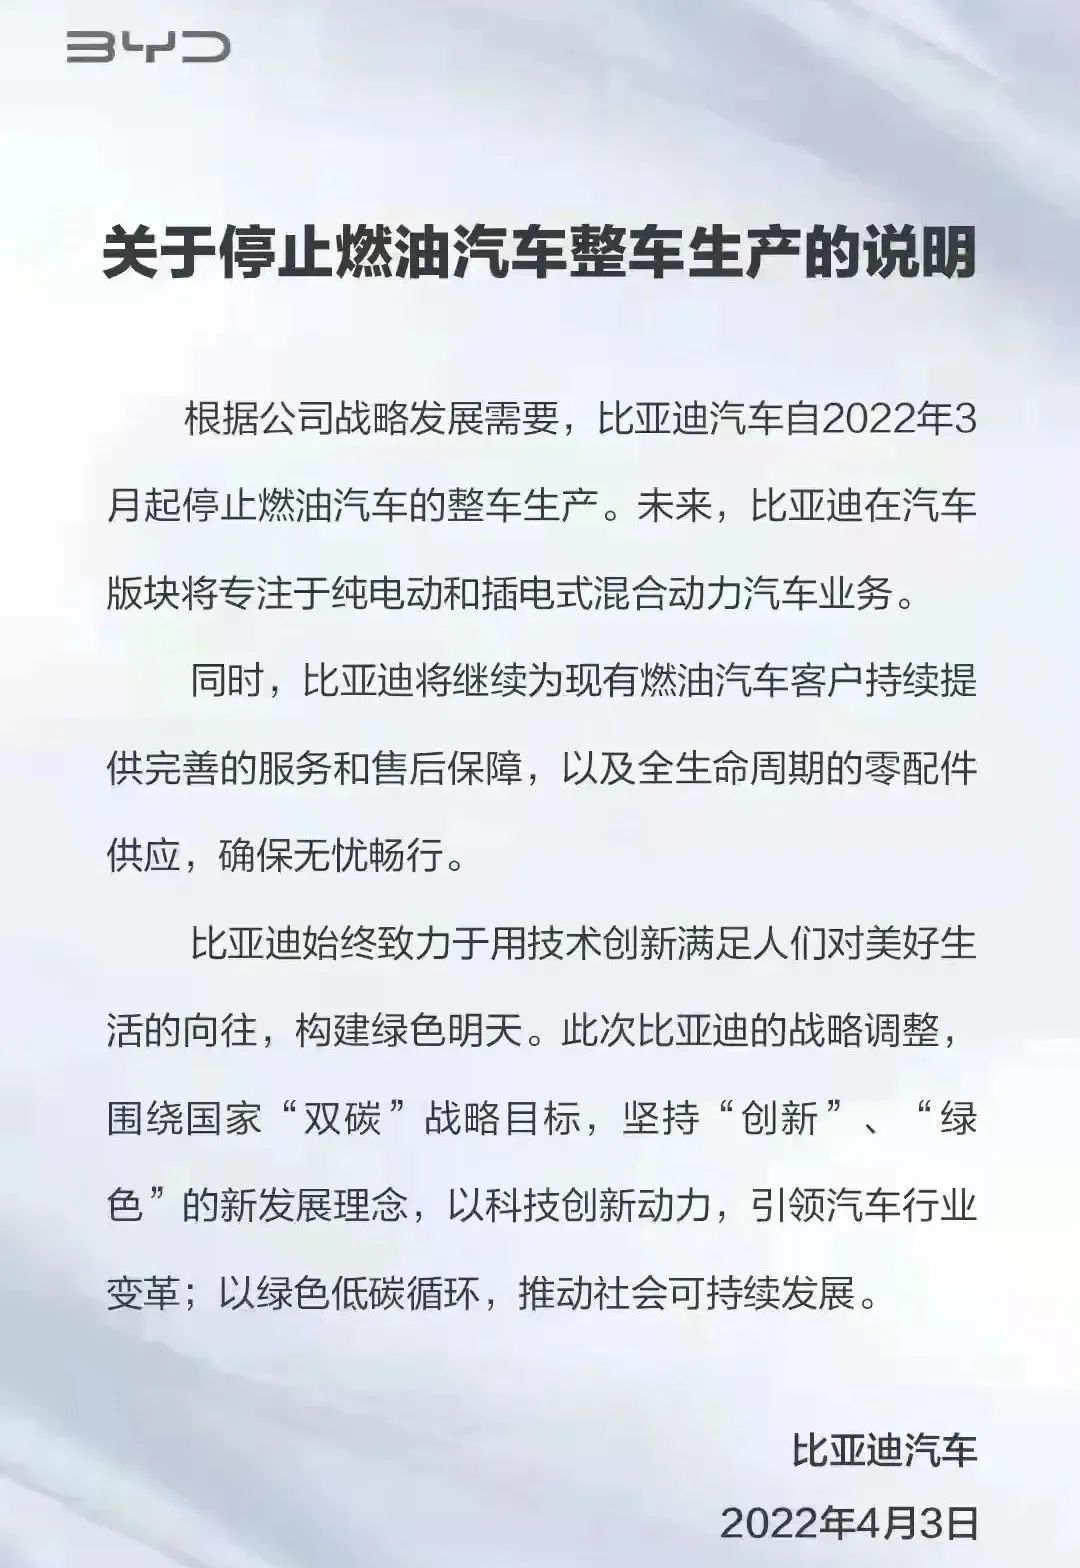 BYD
关于停止燃油汽车整车生产的说明
根据公司战略发展需要，比亚迪汽车自2022年3
月起停止燃油汽车的整车生产。未来，比亚迪在汽车
版块将专注于纯电动和插电式混合动力汽车业务。
同时，比亚迪将继续为现有燃油汽车客户持续提
供完善的服务和售后保障，以及全生命周期的零配件
供应，确保无忧畅行。
比亚迪始终致力于用技术创新满足人们对美好生
活的向往，构建绿色明天。此次比亚迪的战略调整，
围绕国家“双碳”战略目标，坚持“创新”、“绿
色”的新发展理念，以科技创新动力，引领汽车行业
变革；以绿色低碳循环，推动社会可持续发展。
比亚迪汽车
2022年4月3日